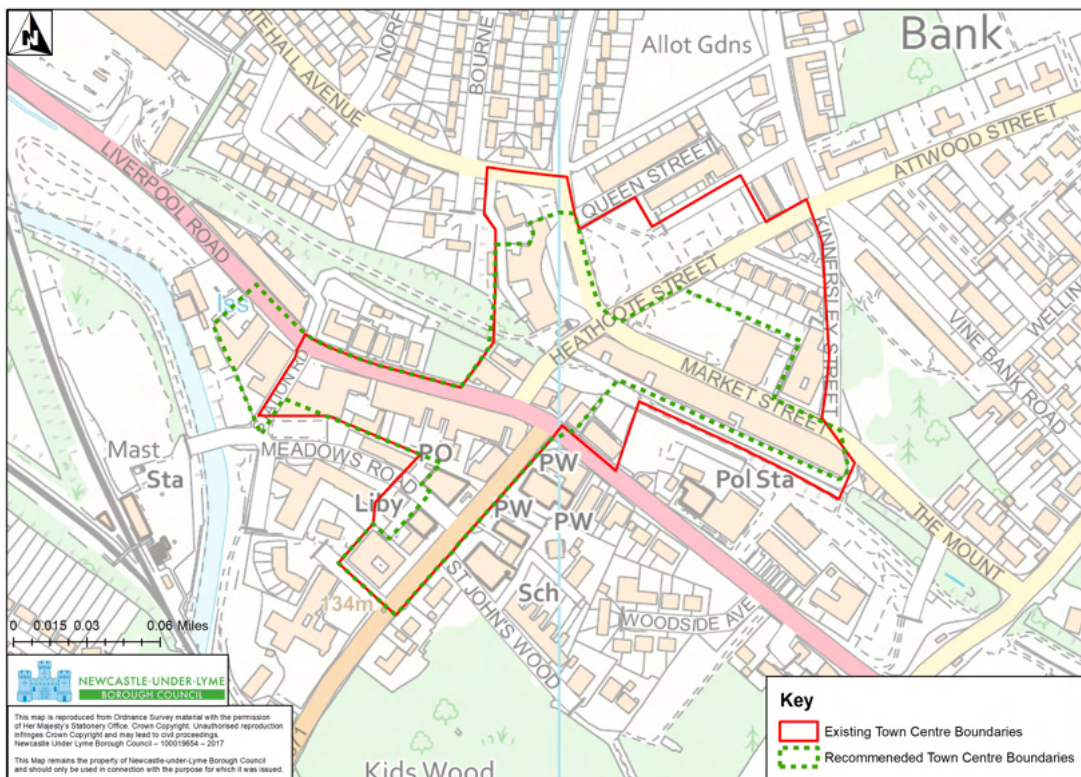 N
Bank
Allot Gdns
NORF
BOURNE
TEHALL AVENUE
ATTWOOD STREET
QUEEN STREET
LIVERPOOL ROAD
KINNERSLEY STREET
HEATHCOTE STREET
VINE BANK ROAD
WELLIN
Iss
MARKET STREET
Mast
Sta
MEADOWS ROAD
PO
PW
Pol Sta
Liby
PW
PW
THE MOUNT
Sch
134m
ST JOHN'S WOOD
WOODSIDE AVE
0 0.015 0.03 0.06 Miles
NEWCASTLE·UNDER·LYME
BOROUGH COUNCIL
This map is reproduced from Ordnance Survey material with the permission
of Her Majesty's Stationery Office. Crown Copyright. Unauthorised reproduction
infringes Crown Copyright and may lead to civil proceedings.
Newcastle Under Lyme Borough Council – 100019654 – 2017
This Map remains the property of Newcastle-under-Lyme Borough Council
and should only be used in connection with the purpose for which it was issued.
Kids Wood
Key
Existing Town Centre Boundaries
Recommeneded Town Centre Boundaries